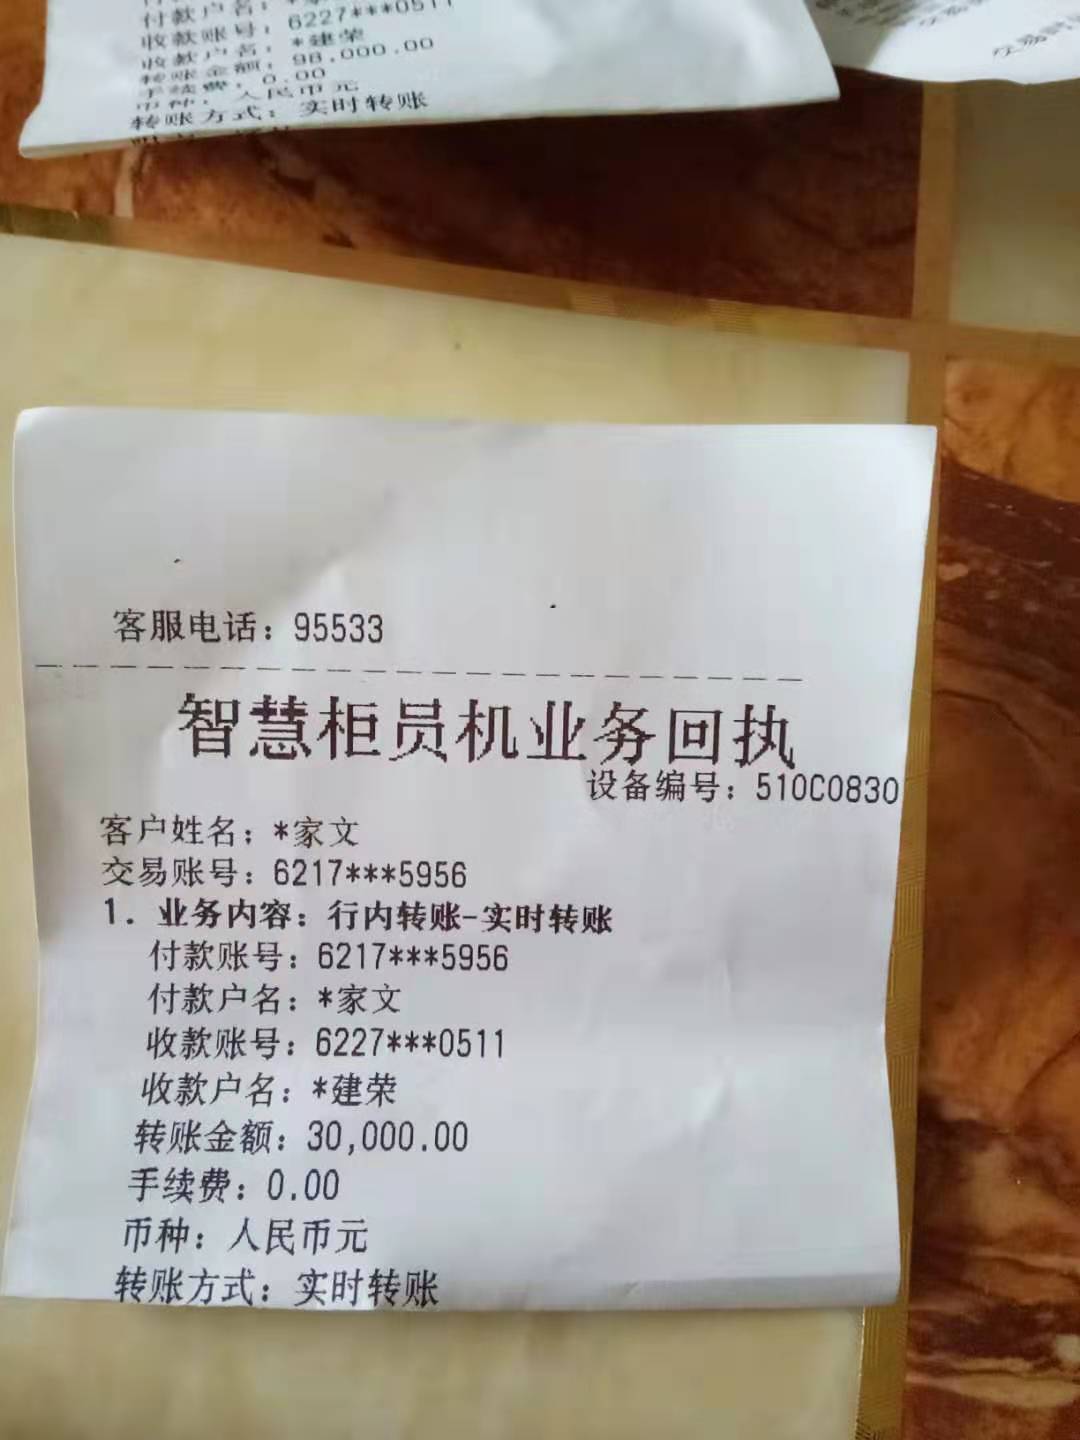 收款账号：6227***0511
收款户名：*建荣
转账金额：98,000.00
手续费：0.00
币种：人民币元
转账方式：实时转账
客服电话：95533
智慧柜员机业务回执
设备编号：510C0830
客户姓名：*家文
交易账号：6217***5956
1. 业务内容：行内转账-实时转账
付款账号：6217***5956
付款户名：*家文
收款账号：6227***0511
收款户名：*建荣
转账金额：30,000.00
手续费：0.00
币种：人民币元
转账方式：实时转账